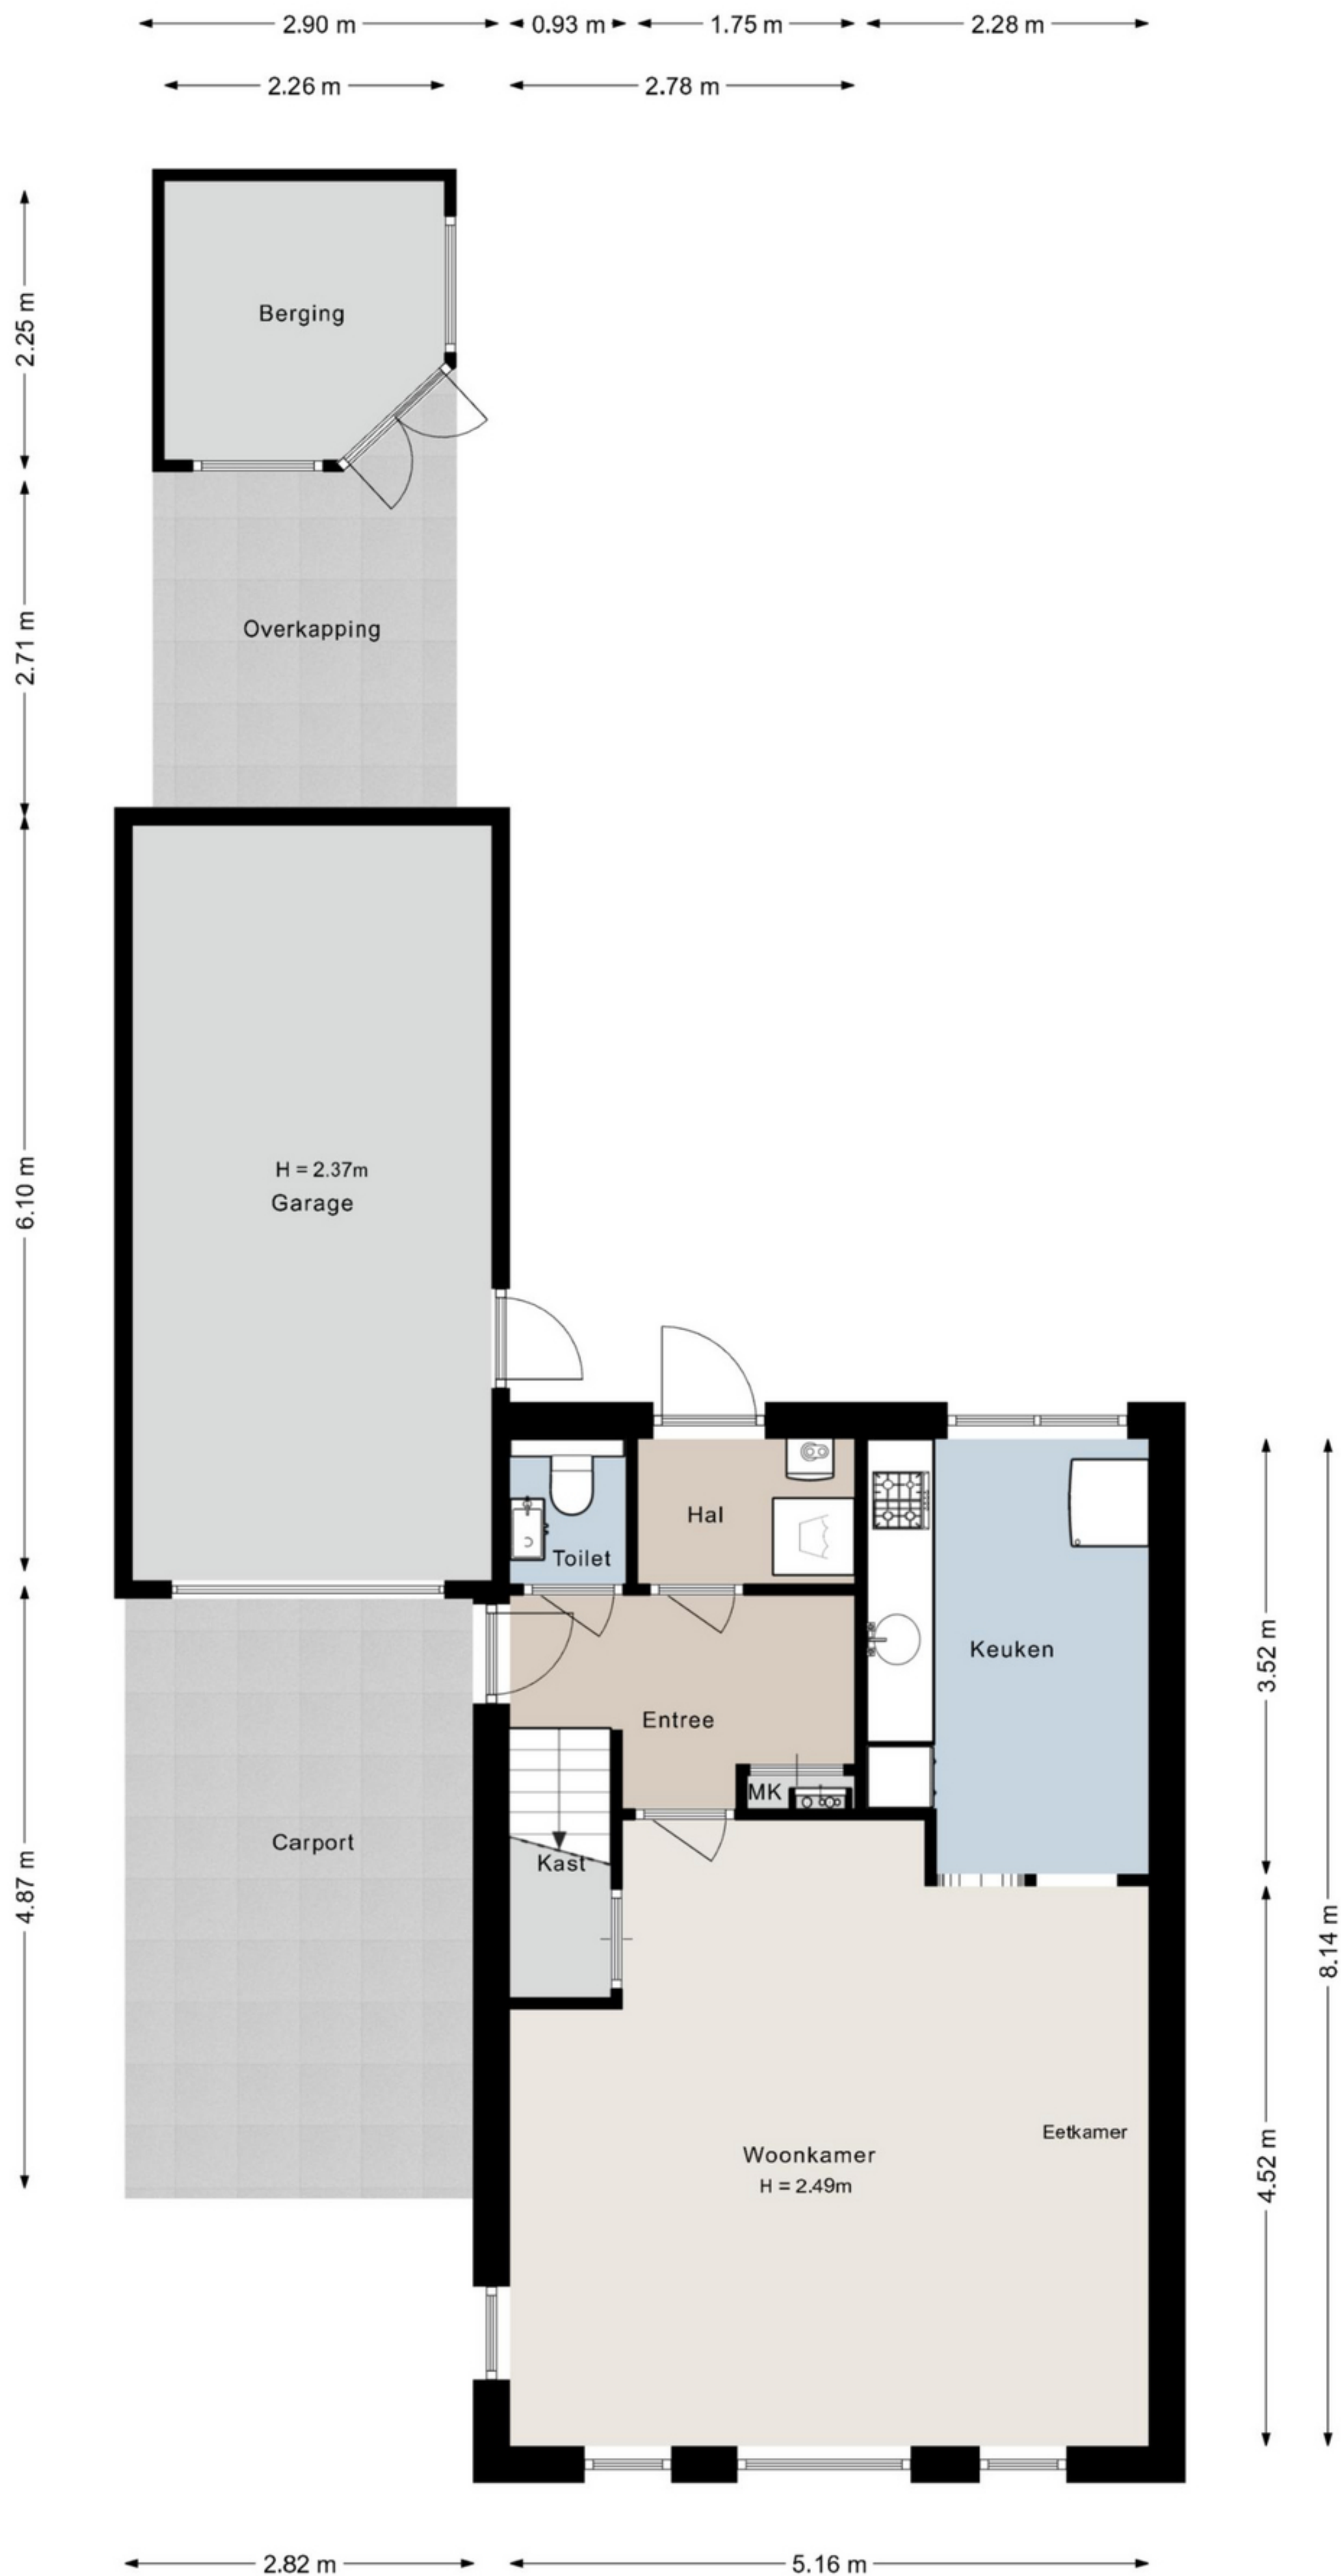 2.90 m 0.93 m 1.75 m 2.28 m
2.26 m 2.78 m
2.25 m
Berging
2.71 m
Overkapping
6.10 m
H = 2.37m
Garage
Hal
Toilet
Keuken
3.52 m
Entree
MK
Carport
Kast
4.87 m
8.14 m
Eetkamer
Woonkamer
H = 2.49m
4.52 m
2.82 m 5.16 m